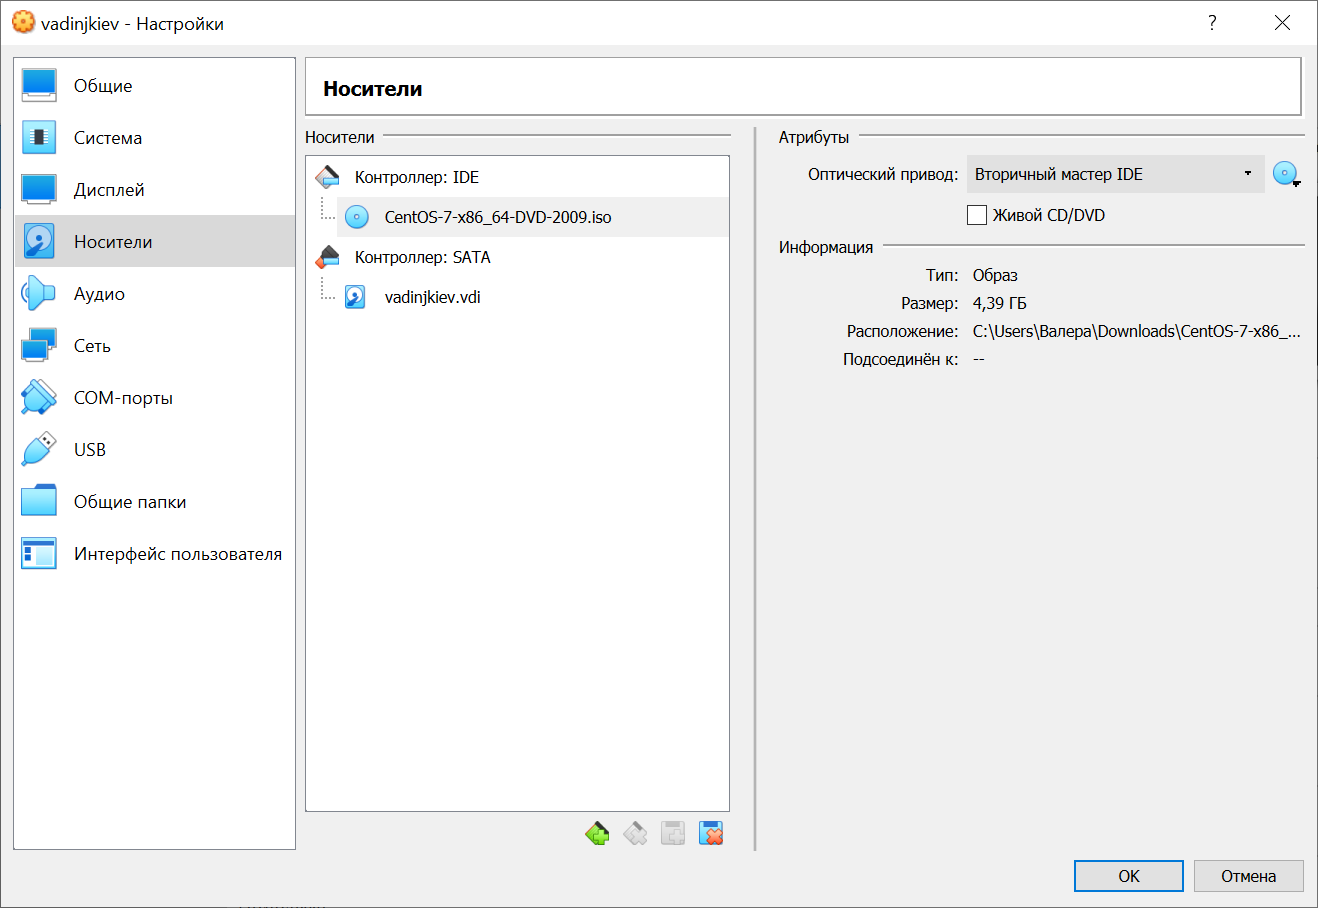 vadinjkiev - Настройки
?
Общие
Система
Дисплей
Носители
Аудио
Сеть
COM-порты
USB
Общие папки
Интерфейс пользователя
Носители
Носители
Контроллер: IDE
CentOS-7-x86_64-DVD-2009.iso
Контроллер: SATA
vadinjkiev.vdi
Атрибуты
Оптический привод: Вторичный мастер IDE
Живой CD/DVD
Информация
Тип: Образ
Размер: 4,39 ГБ
Расположение: C:\Users\Валера\Downloads\CentOS-7-x86_...
Подсоединён к: --
OK
Отмена